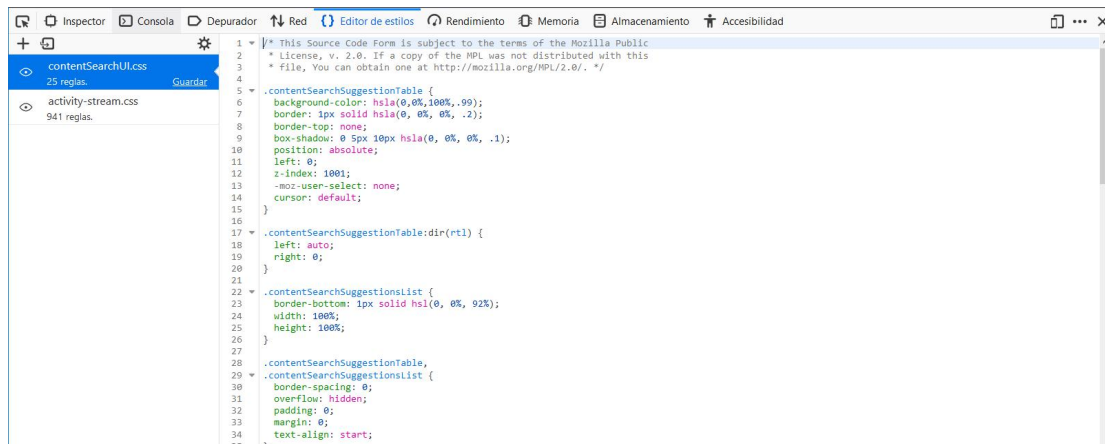 Inspector Consola Depurador Red Editor de estilos Rendimiento Memoria Almacenamiento Accesibilidad
contentSearchUI.css
25 reglas. Guardar
activity-stream.css
941 reglas.
1 /* This Source Code Form is subject to the terms of the Mozilla Public
2 * License, v. 2.0. If a copy of the MPL was not distributed with this
3 * file, You can obtain one at http://mozilla.org/MPL/2.0/. */
4
5 .contentSearchSuggestionTable {
6 background-color: hsla(0,0%,100%,.99);
7 border: 1px solid hsla(0, 0%, 0%, .2);
8 border-top: none;
9 box-shadow: 0 5px 10px hsla(0, 0%, 0%, .1);
10 position: absolute;
11 left: 0;
12 z-index: 1001;
13 -moz-user-select: none;
14 cursor: default;
15 }
16
17 .contentSearchSuggestionTable:dir(rtl) {
18 left: auto;
19 right: 0;
20 }
21
22 .contentSearchSuggestionsList {
23 border-bottom: 1px solid hsl(0, 0%, 92%);
24 width: 100%;
25 height: 100%;
26 }
27
28 .contentSearchSuggestionTable,
29 .contentSearchSuggestionsList {
30 border-spacing: 0;
31 overflow: hidden;
32 padding: 0;
33 margin: 0;
34 text-align: start;